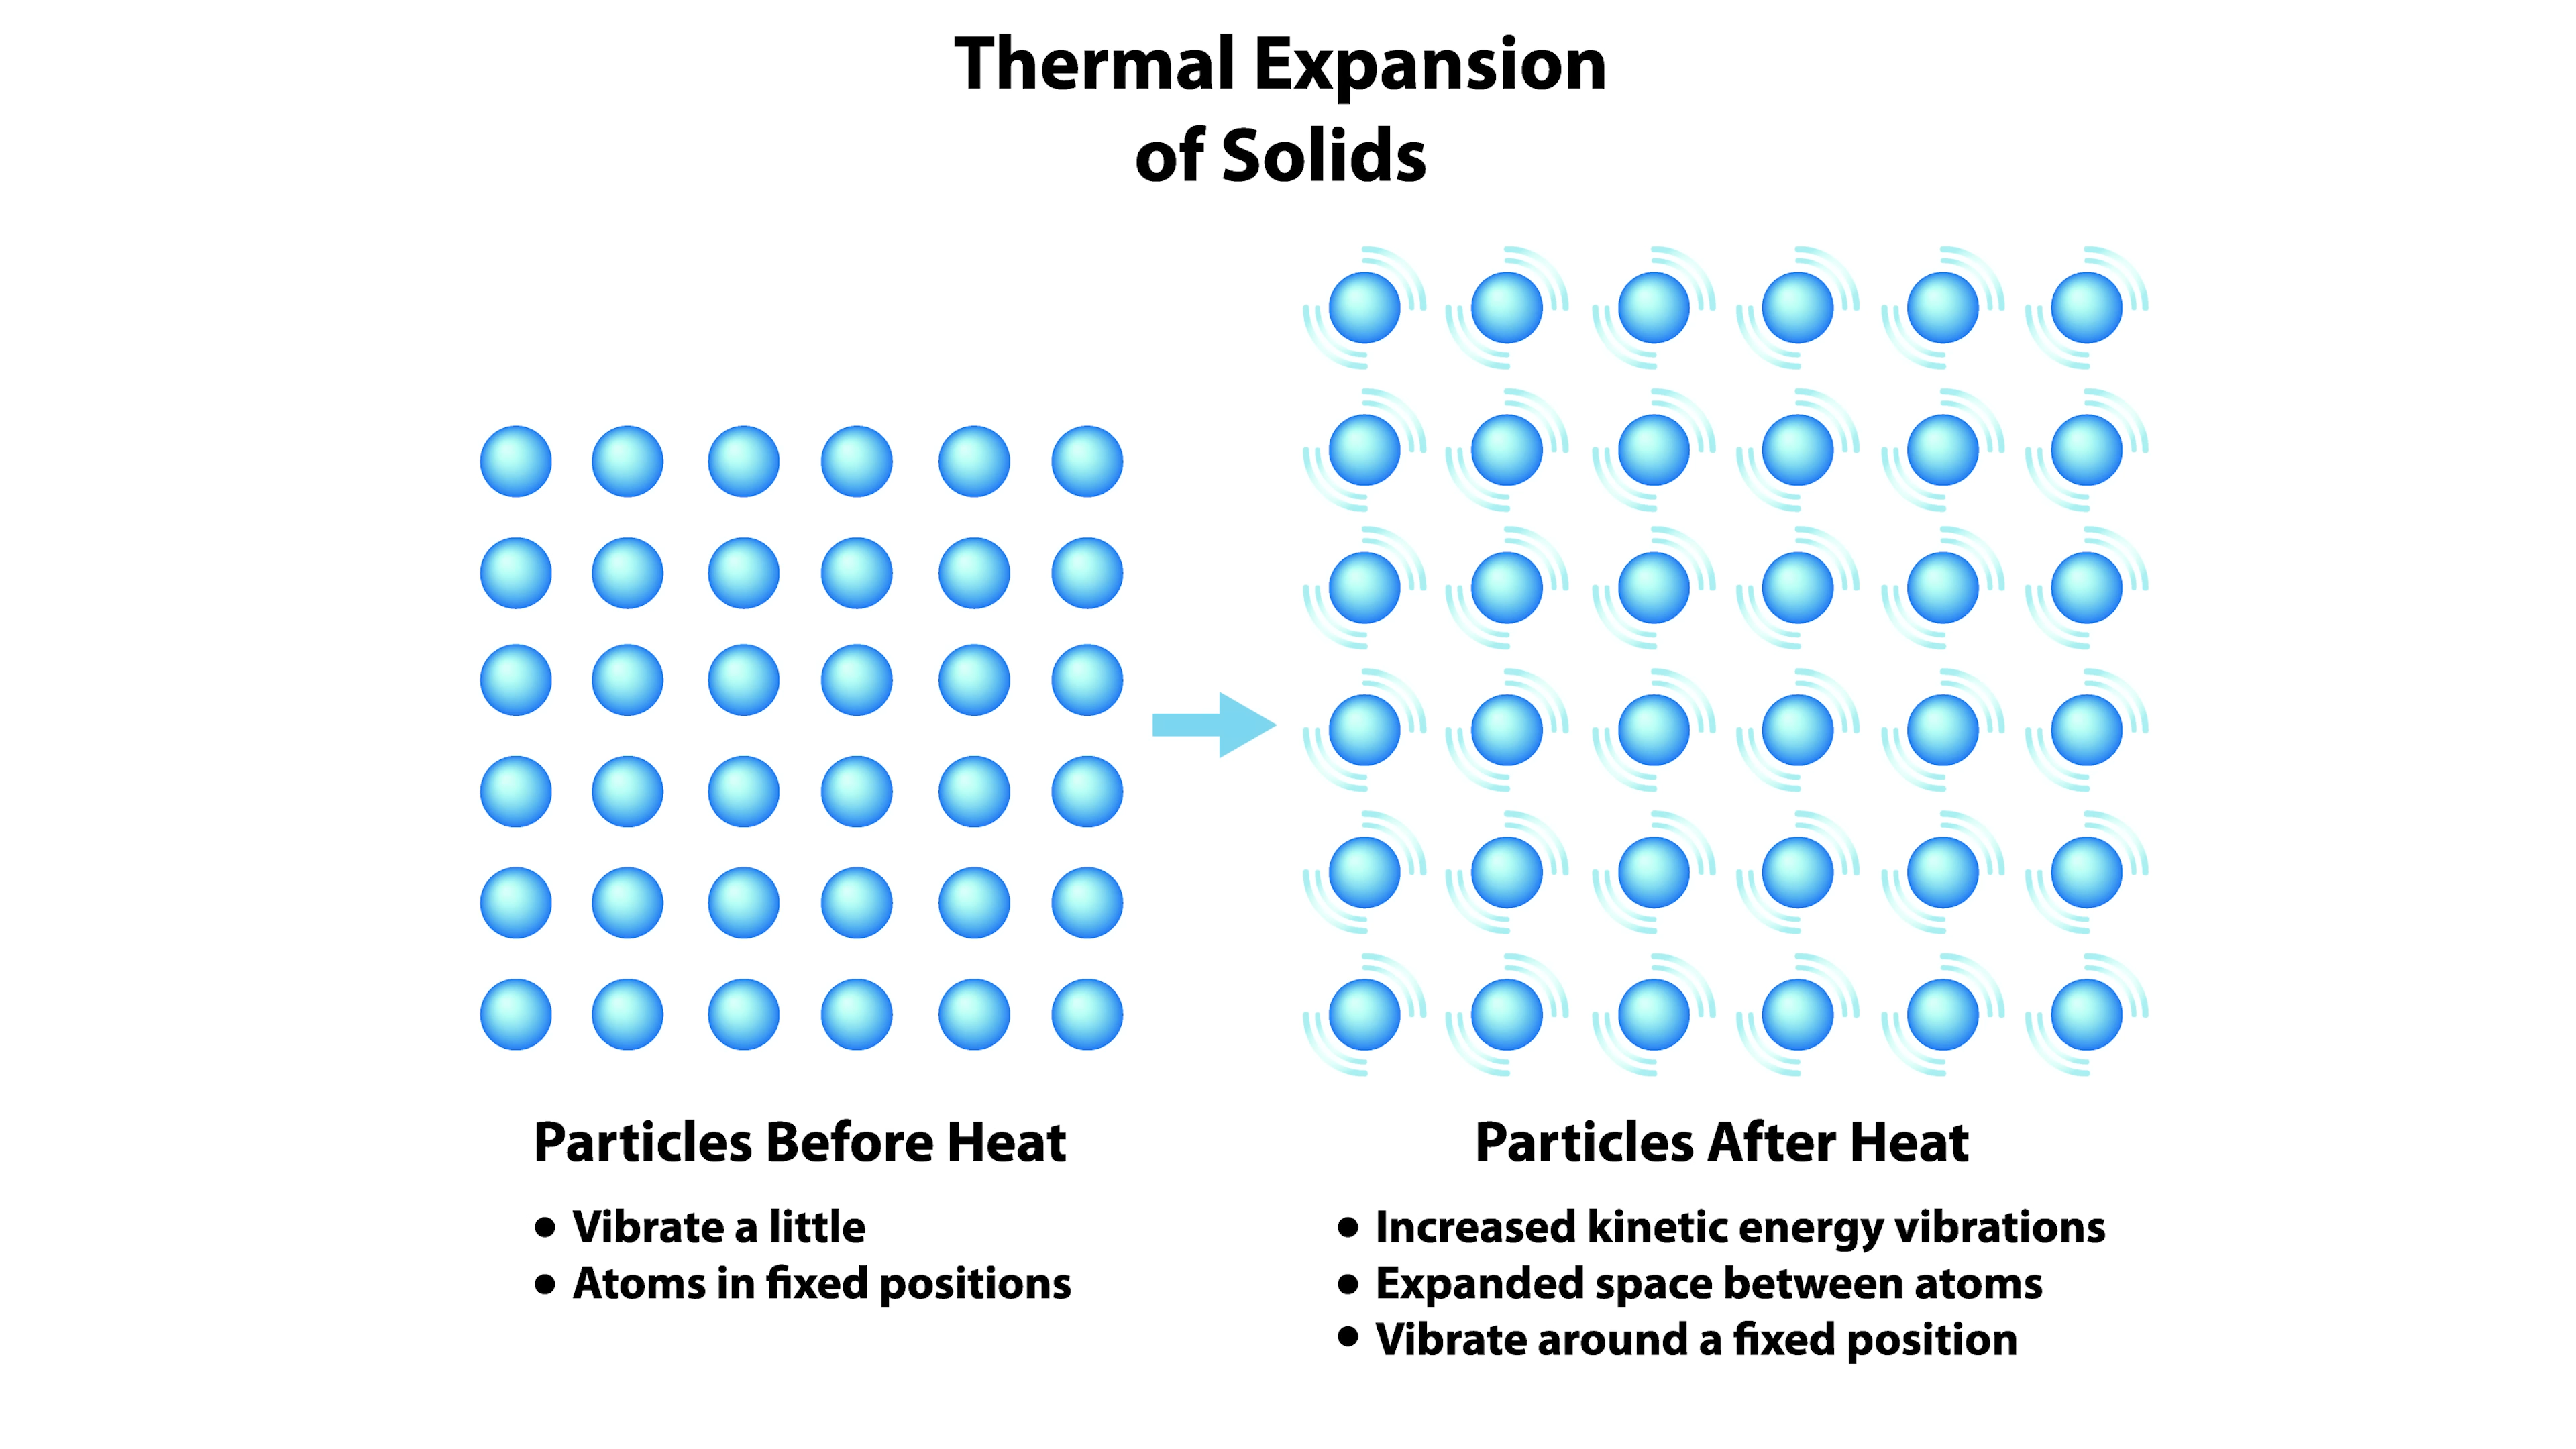 Thermal Expansion
of Solids
Particles Before Heat
● Vibrate a little
● Atoms in fixed positions
Particles After Heat
● Increased kinetic energy vibrations
● Expanded space between atoms
● Vibrate around a fixed position